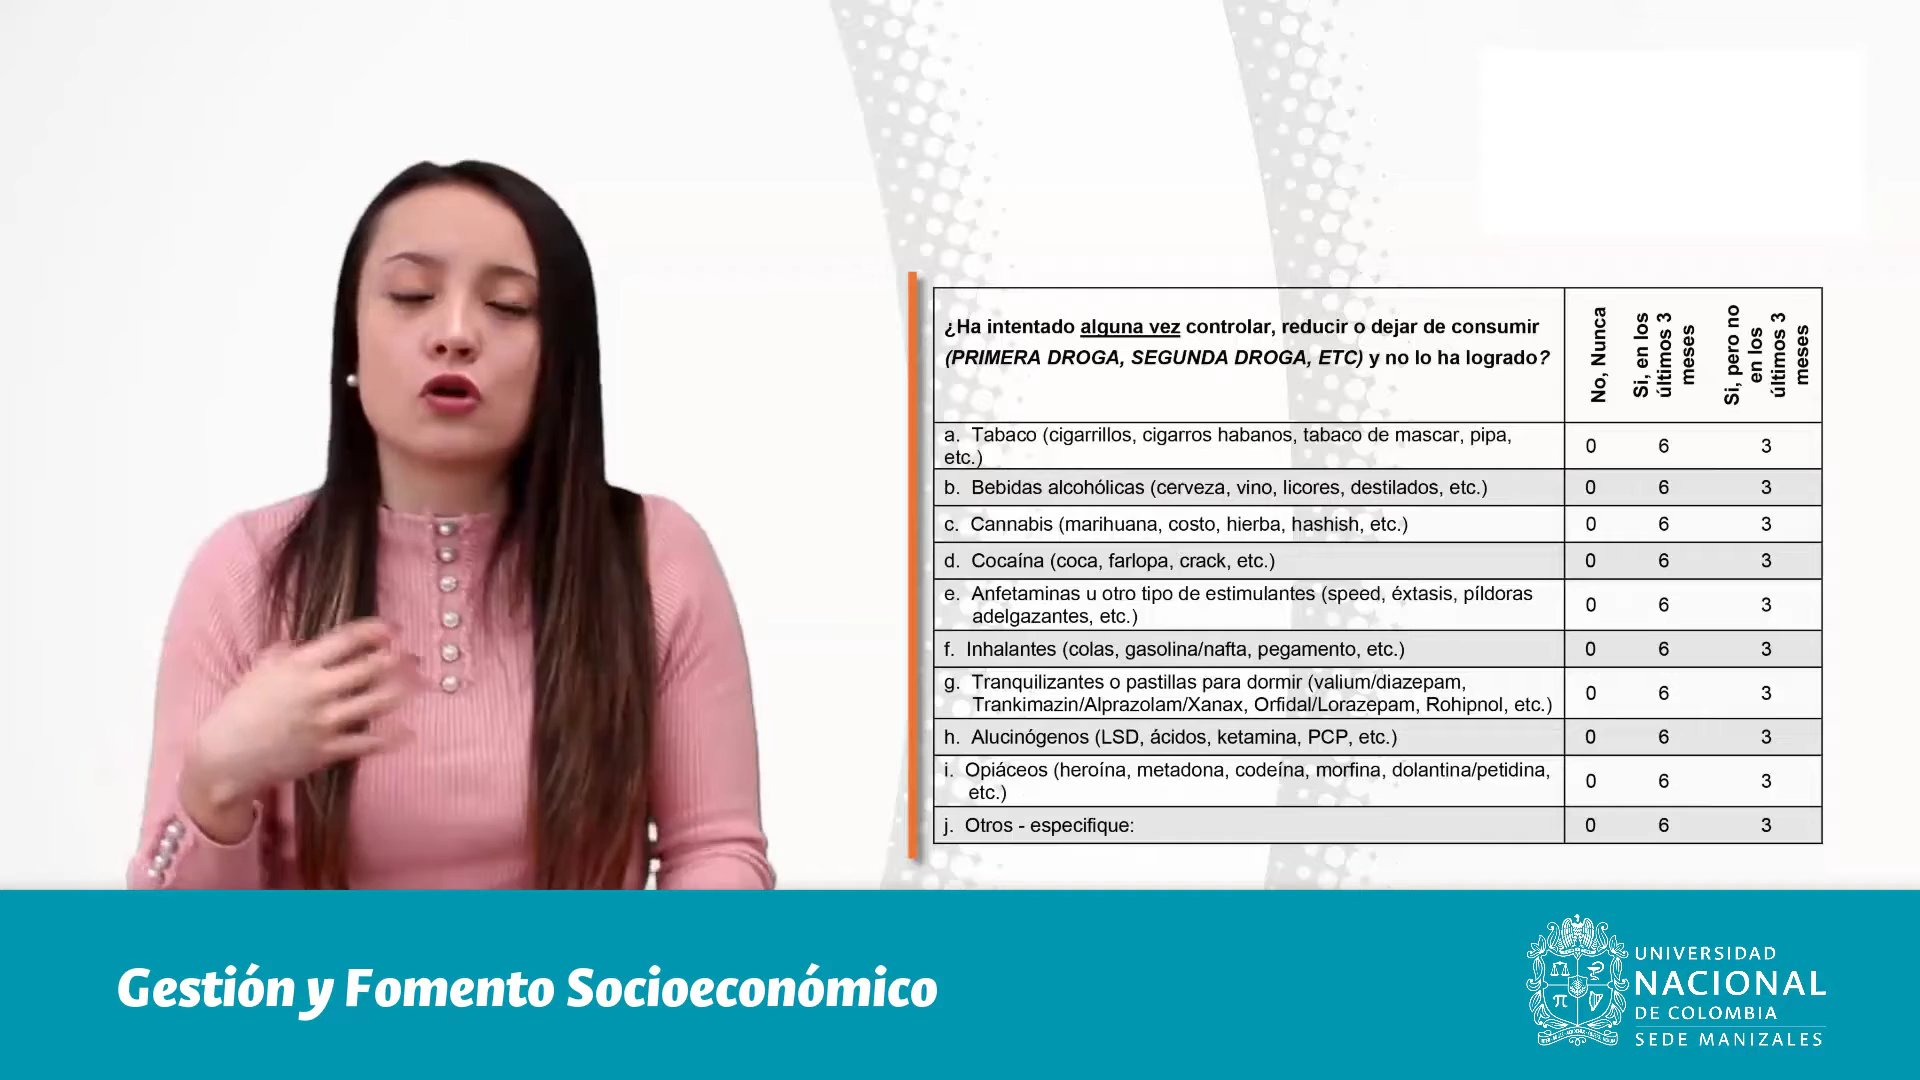 ¿Ha intentado alguna vez controlar, reducir o dejar de consumir
(PRIMERA DROGA, SEGUNDA DROGA, ETC) y no lo ha logrado?
No, Nunca
Si, en los
últimos 3
meses
Si, pero no
en los
últimos 3
meses
a. Tabaco (cigarrillos, cigarros habanos, tabaco de mascar, pipa,
etc.)
0 6 3
b. Bebidas alcohólicas (cerveza, vino, licores, destilados, etc.) 0 6 3
c. Cannabis (marihuana, costo, hierba, hashish, etc.) 0 6 3
d. Cocaína (coca, farlopa, crack, etc.) 0 6 3
e. Anfetaminas u otro tipo de estimulantes (speed, éxtasis, píldoras
adelgazantes, etc.)
0 6 3
f. Inhalantes (colas, gasolina/nafta, pegamento, etc.) 0 6 3
g. Tranquilizantes o pastillas para dormir (valium/diazepam,
Trankimazin/Alprazolam/Xanax, Orfidal/Lorazepam, Rohipnol, etc.)
0 6 3
h. Alucinógenos (LSD, ácidos, ketamina, PCP, etc.) 0 6 3
i. Opiáceos (heroína, metadona, codeína, morfina, dolantina/petidina,
etc.)
0 6 3
j. Otros - especifique: 0 6 3
Gestión y Fomento Socioeconómico
UNIVERSIDAD
NACIONAL
DE COLOMBIA
SEDE MANIZALES